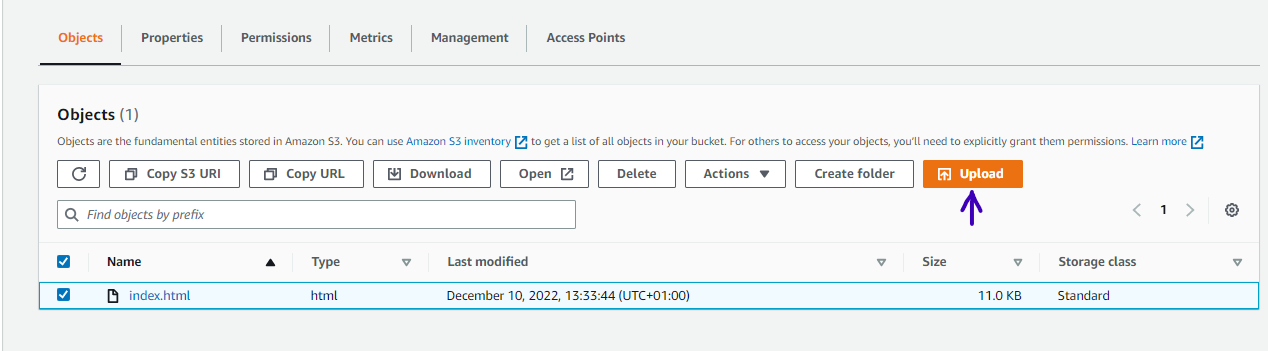 Objects Properties Permissions Metrics Management Access Points
Objects (1)
Objects are the fundamental entities stored in Amazon S3. You can use Amazon S3 inventory to get a list of all objects in your bucket. For others to access your objects, you'll need to explicitly grant them permissions. Learn more
Copy S3 URI Copy URL Download Open Delete Actions Create folder Upload
Find objects by prefix 1
Name Type Last modified Size Storage class
index.html html December 10, 2022, 13:33:44 (UTC+01:00) 11.0 KB Standard